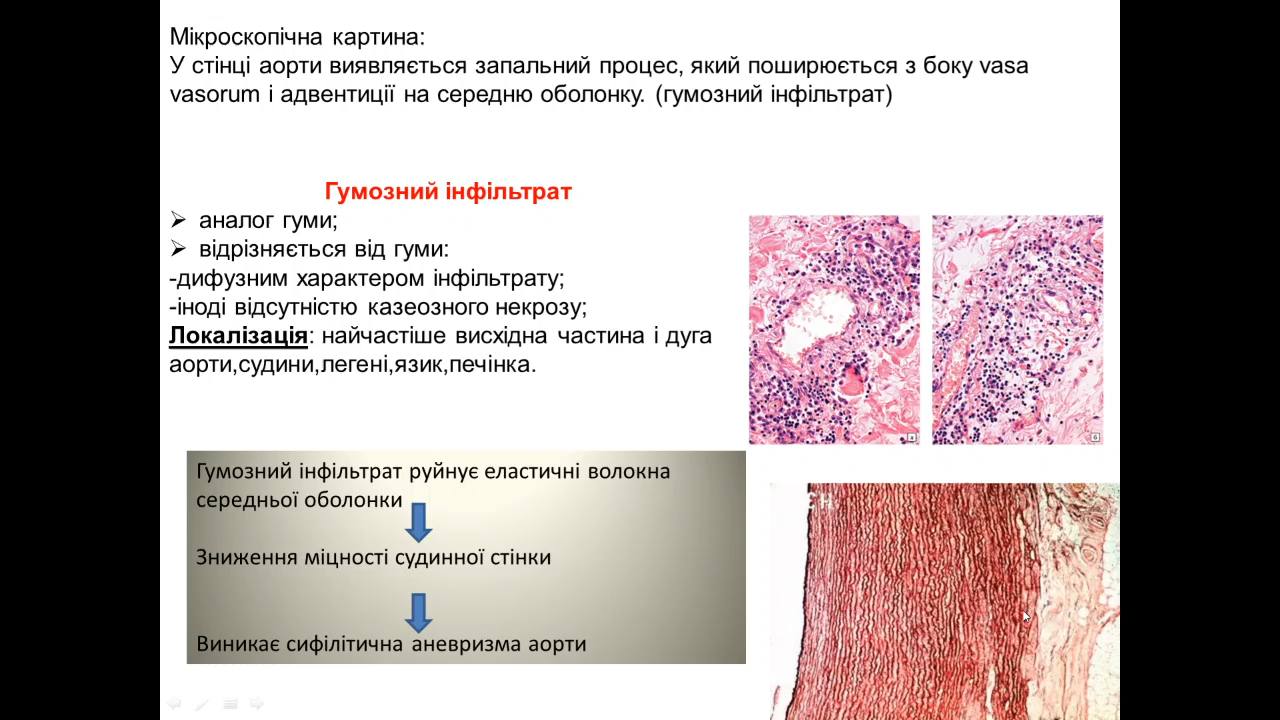 Мікроскопічна картина:
У стінці аорти виявляється запальний процес, який поширюється з боку vasa
vasorum і адвентиції на середню оболонку. (гумозний інфільтрат)
Гумозний інфільтрат
➢ аналог гуми;
➢ відрізняється від гуми:
-дифузним характером інфільтрату;
-іноді відсутністю казеозного некрозу;
Локалізація: найчастіше висхідна частина і дуга
аорти,судини,легені,язик,печінка.
Гумозний інфільтрат руйнує еластичні волокна
середньої оболонки
Зниження міцності судинної стінки
Виникає сифілітична аневризма аорти